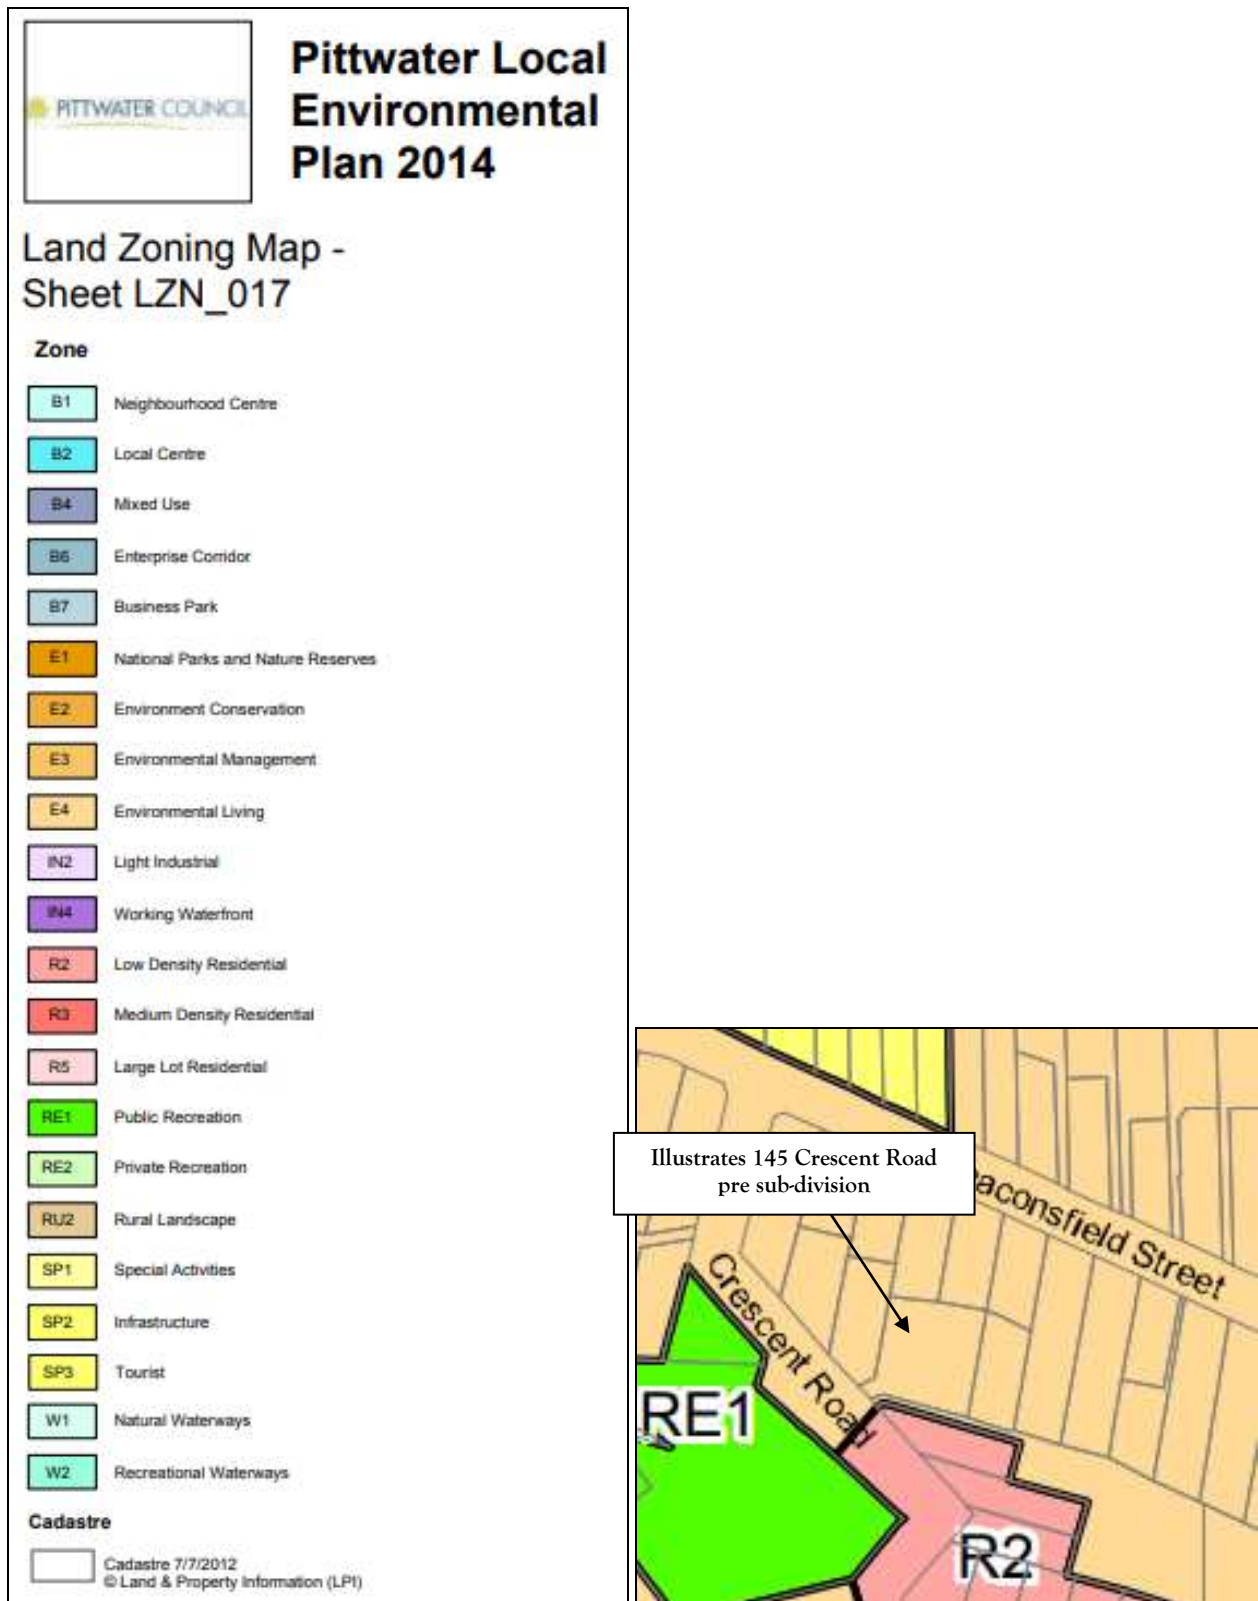 PITTWATER COUNCIL
Pittwater Local
Environmental
Plan 2014
Land Zoning Map -
Sheet LZN_017
Zone
B1 Neighbourhood Centre
B2 Local Centre
B4 Mixed Use
B6 Enterprise Corridor
B7 Business Park
E1 National Parks and Nature Reserves
E2 Environment Conservation
E3 Environmental Management
E4 Environmental Living
IN2 Light Industrial
IN4 Working Waterfront
R2 Low Density Residential
R3 Medium Density Residential
R5 Large Lot Residential
RE1 Public Recreation
RE2 Private Recreation
RU2 Rural Landscape
SP1 Special Activities
SP2 Infrastructure
SP3 Tourist
W1 Natural Waterways
W2 Recreational Waterways
Cadastre
Cadastre 7/7/2012
© Land & Property Information (LPI)
Illustrates 145 Crescent Road
pre sub-division
aconsfield Street
Crescent Road
RE1
R2